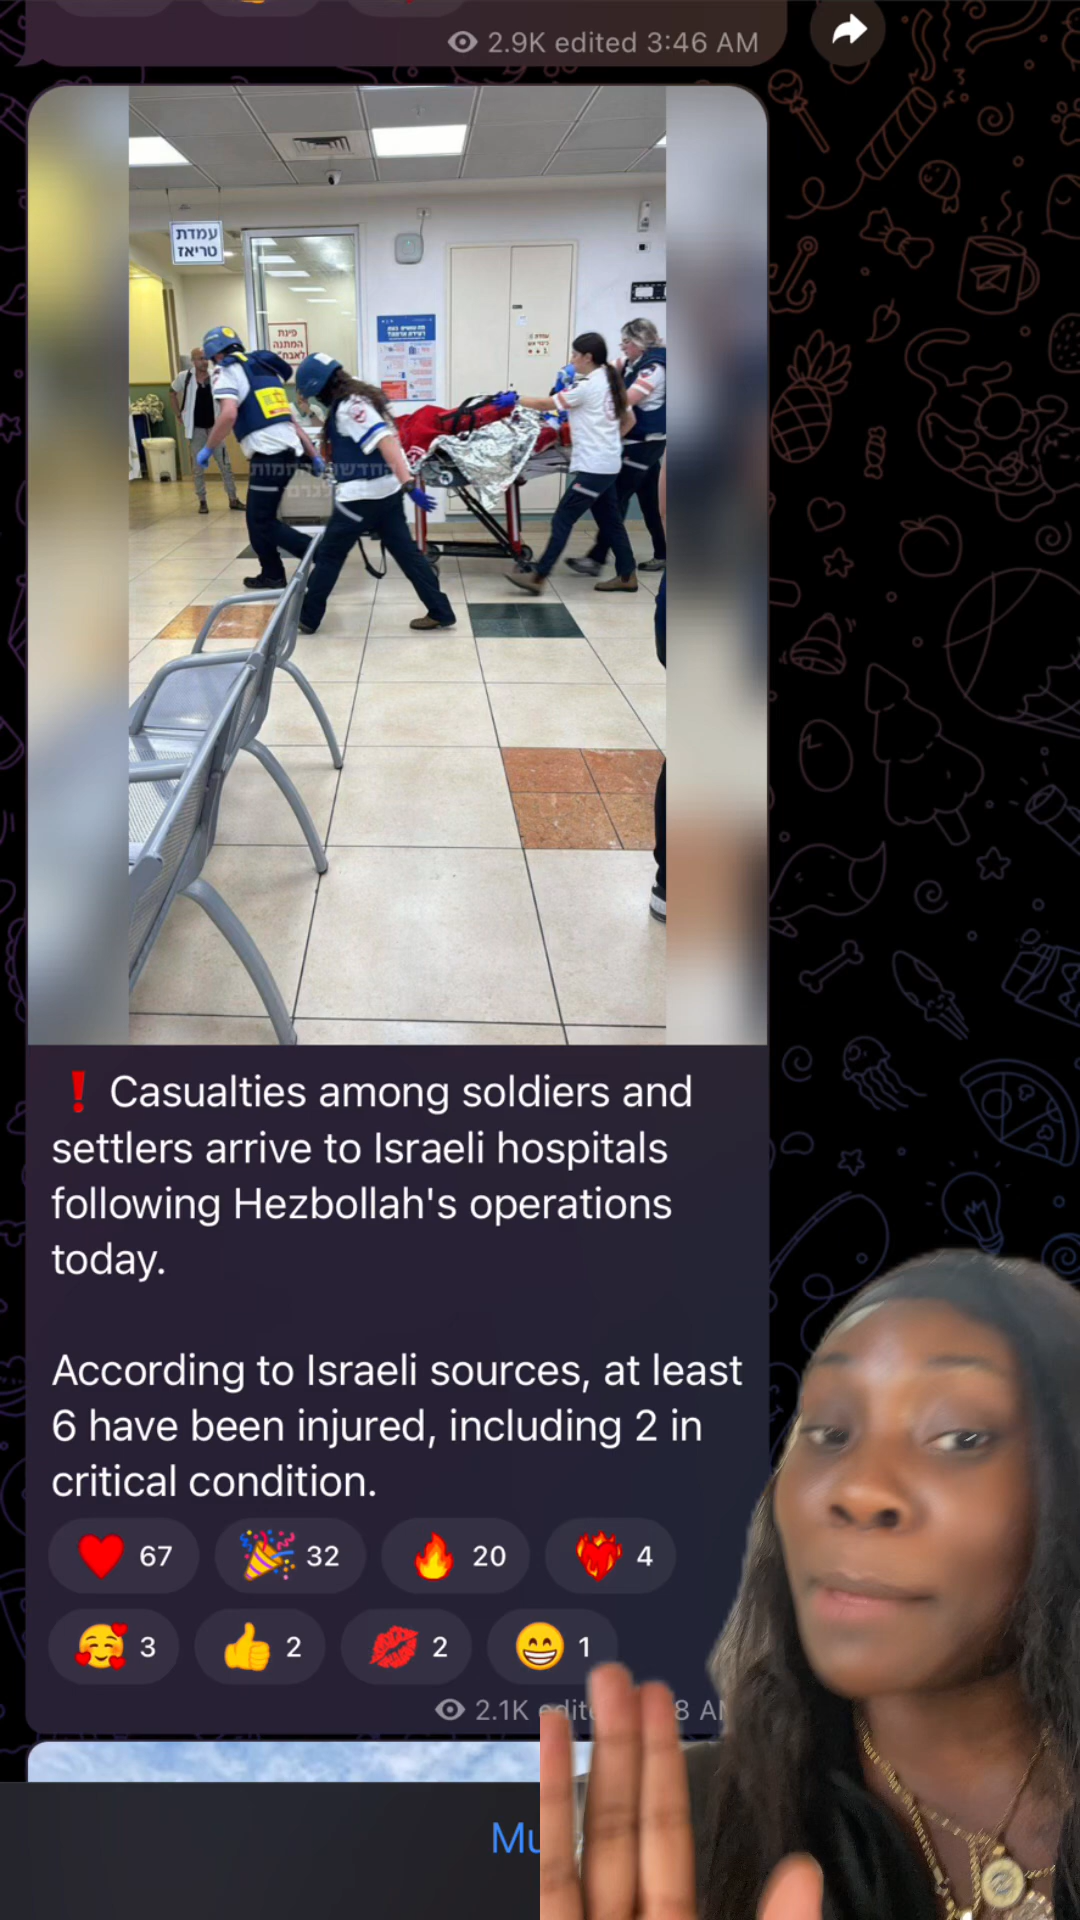 2.9K edited 3:46 AM
עמדת
טריאז
פינת
המתנה
❗ Casualties among soldiers and
settlers arrive to Israeli hospitals
following Hezbollah's operations
today.
According to Israeli sources, at least
6 have been injured, including 2 in
critical condition.
❤️ 67 🎉 32 🔥 20 ❤️‍🔥 4
🥰 3 👍 2 💋 2 😁 1
2.1K